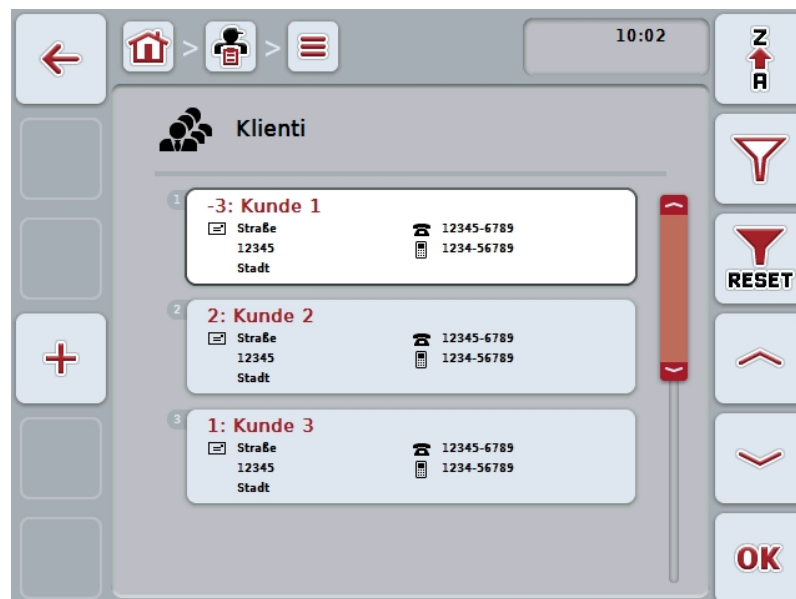 10:02
Z
A
Klienti
1
-3: Kunde 1
Straße
12345
Stadt
12345-6789
1234-56789
RESET
2
2: Kunde 2
Straße
12345
Stadt
12345-6789
1234-56789
3
1: Kunde 3
Straße
12345
Stadt
12345-6789
1234-56789
OK